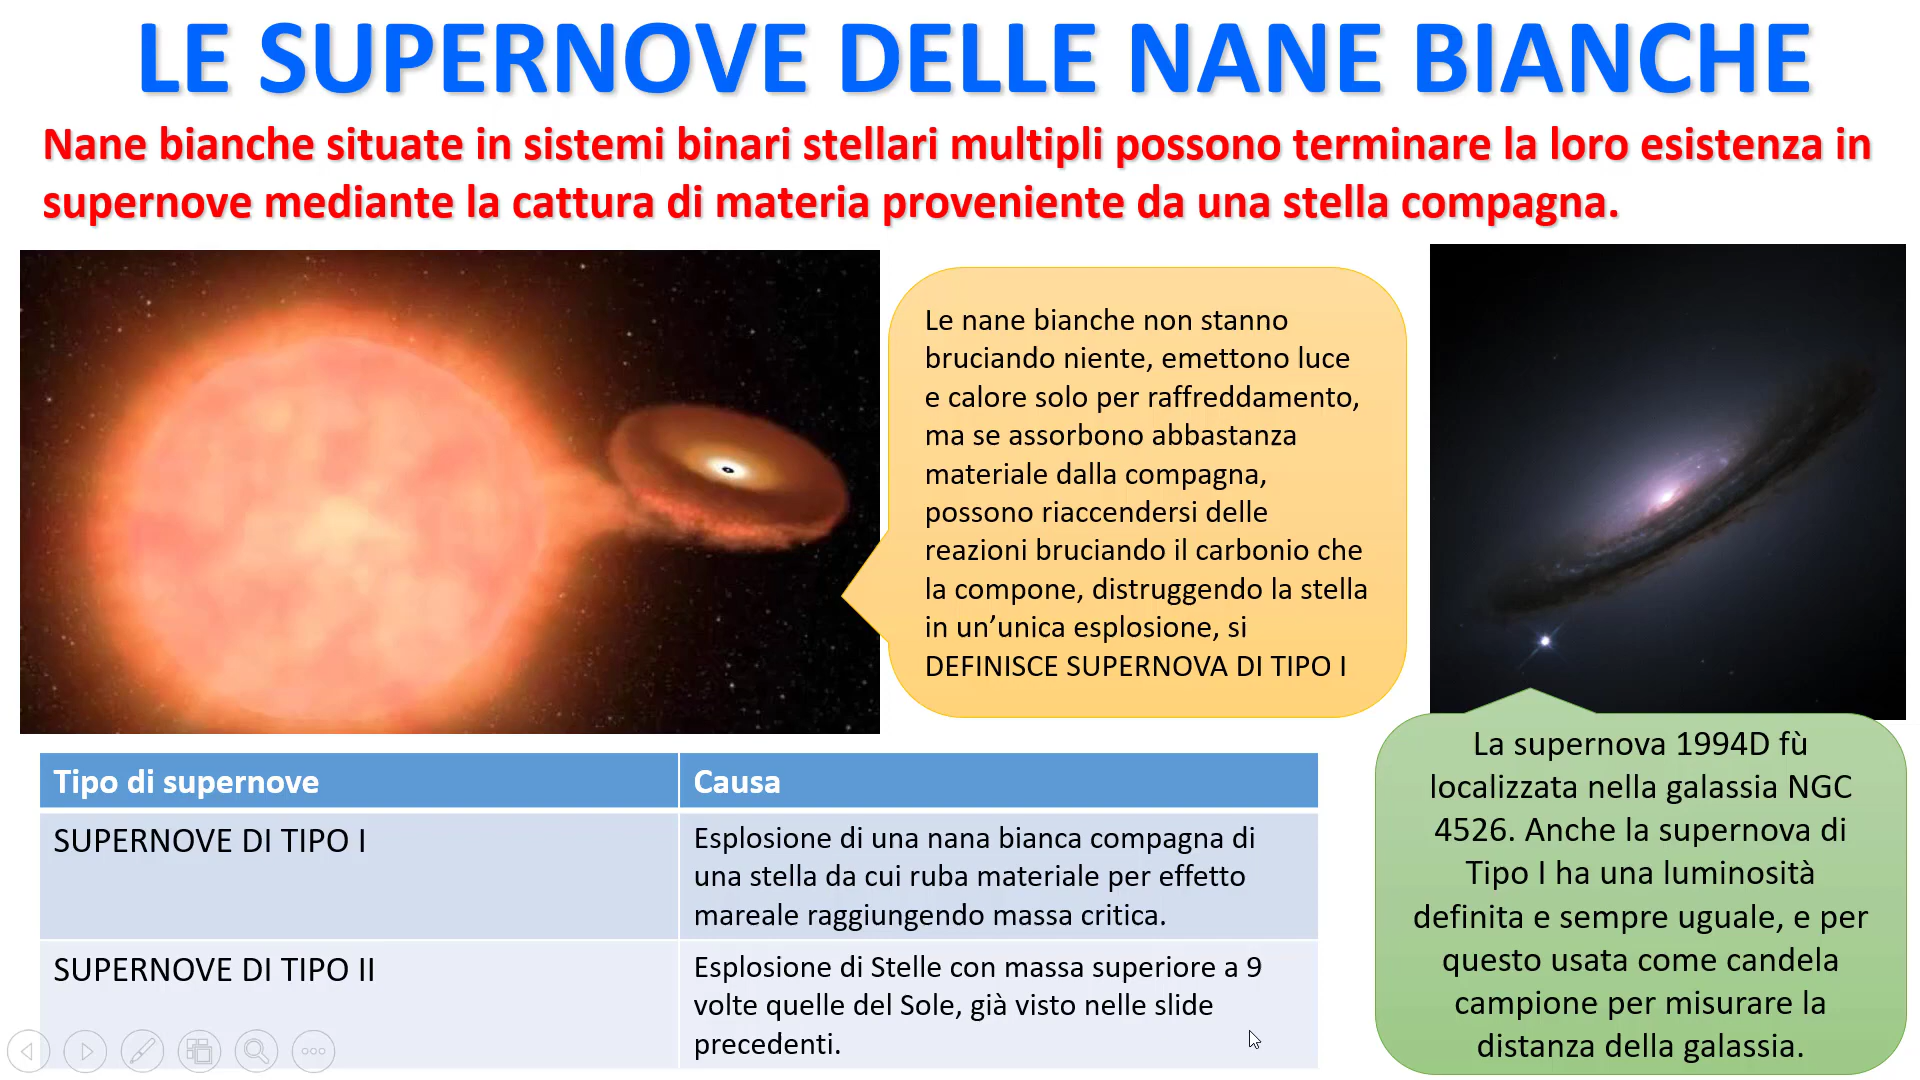 LE SUPERNOVE DELLE NANE BIANCHE
Nane bianche situate in sistemi binari stellari multipli possono terminare la loro esistenza in
supernove mediante la cattura di materia proveniente da una stella compagna.
Le nane bianche non stanno
bruciando niente, emettono luce
e calore solo per raffreddamento,
ma se assorbono abbastanza
materiale dalla compagna,
possono riaccendersi delle
reazioni bruciando il carbonio che
la compone, distruggendo la stella
in un’unica esplosione, si
DEFINISCE SUPERNOVA DI TIPO I
La supernova 1994D fù
localizzata nella galassia NGC
4526. Anche la supernova di
Tipo I ha una luminosità
definita e sempre uguale, e per
questo usata come candela
campione per misurare la
distanza della galassia.
Tipo di supernove
Causa
SUPERNOVE DI TIPO I
Esplosione di una nana bianca compagna di
una stella da cui ruba materiale per effetto
mareale raggiungendo massa critica.
SUPERNOVE DI TIPO II
Esplosione di Stelle con massa superiore a 9
volte quelle del Sole, già visto nelle slide
precedenti.